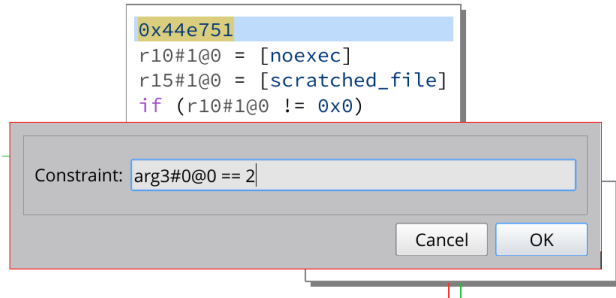 0x44e751
r10#1@0 = [noexec]
r15#1@0 = [scratched_file]
if (r10#1@0 != 0x0)
Constraint: arg3#0@0 == 2
Cancel OK